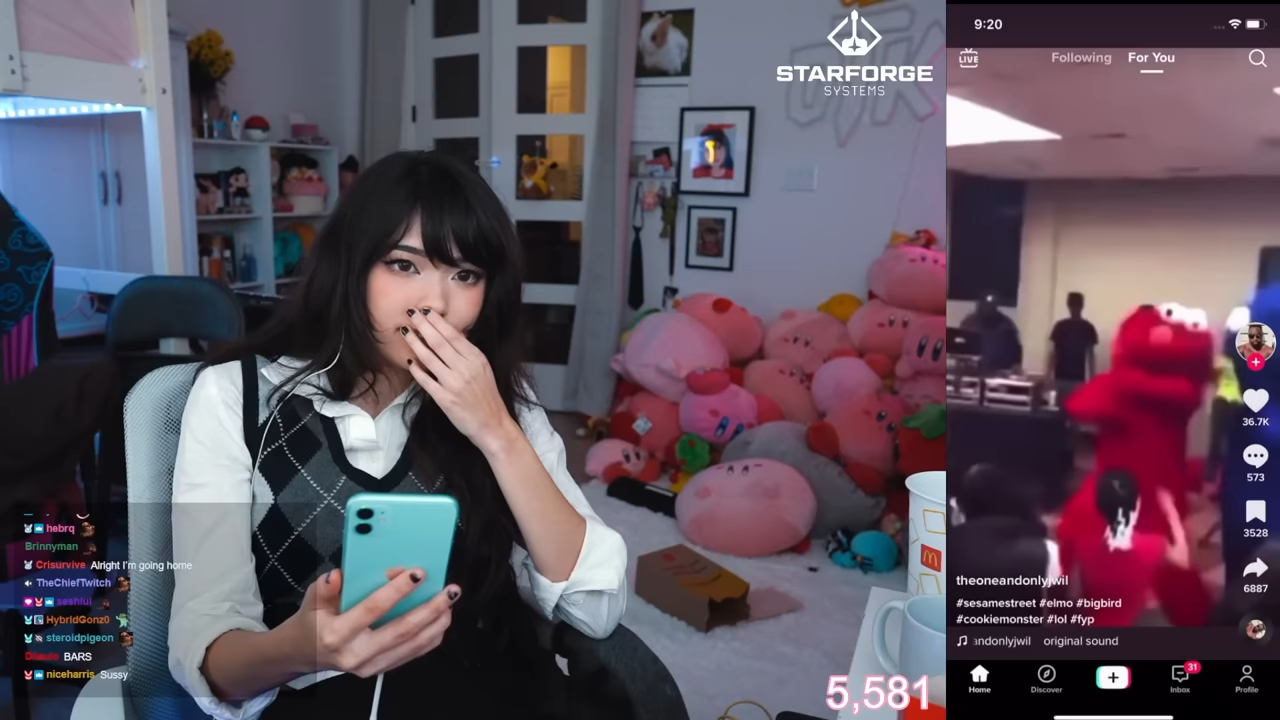 STARFORGE
SYSTEMS
hebrq
Brinnyman
Crisurvive Alright I'm going home
TheChiefTwitch
HybridGonz0
steroidpigeon
BARS
niceharris Sussy
5,581
9:20
LIVE
Following For You
36.7K
573
3528
6887
theoneandonlyjwil
#sesamestreet #elmo #bigbird
#cookiemonster #lol #fyp
andonlyjwil original sound
31
Home Discover Inbox Profile